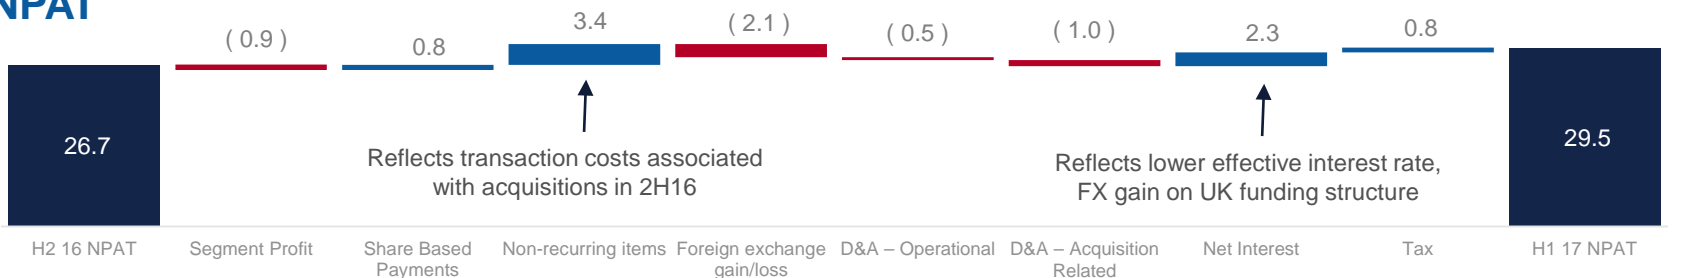 NPAT
( 0.9 )
0.8
3.4
( 2.1 )
( 0.5 )
( 1.0 )
2.3
0.8
26.7
29.5
Reflects transaction costs associated
with acquisitions in 2H16
Reflects lower effective interest rate,
FX gain on UK funding structure
H2 16 NPAT
Segment Profit
Share Based
Payments
Non-recurring items
Foreign exchange
gain/loss
D&A – Operational
D&A – Acquisition
Related
Net Interest
Tax
H1 17 NPAT